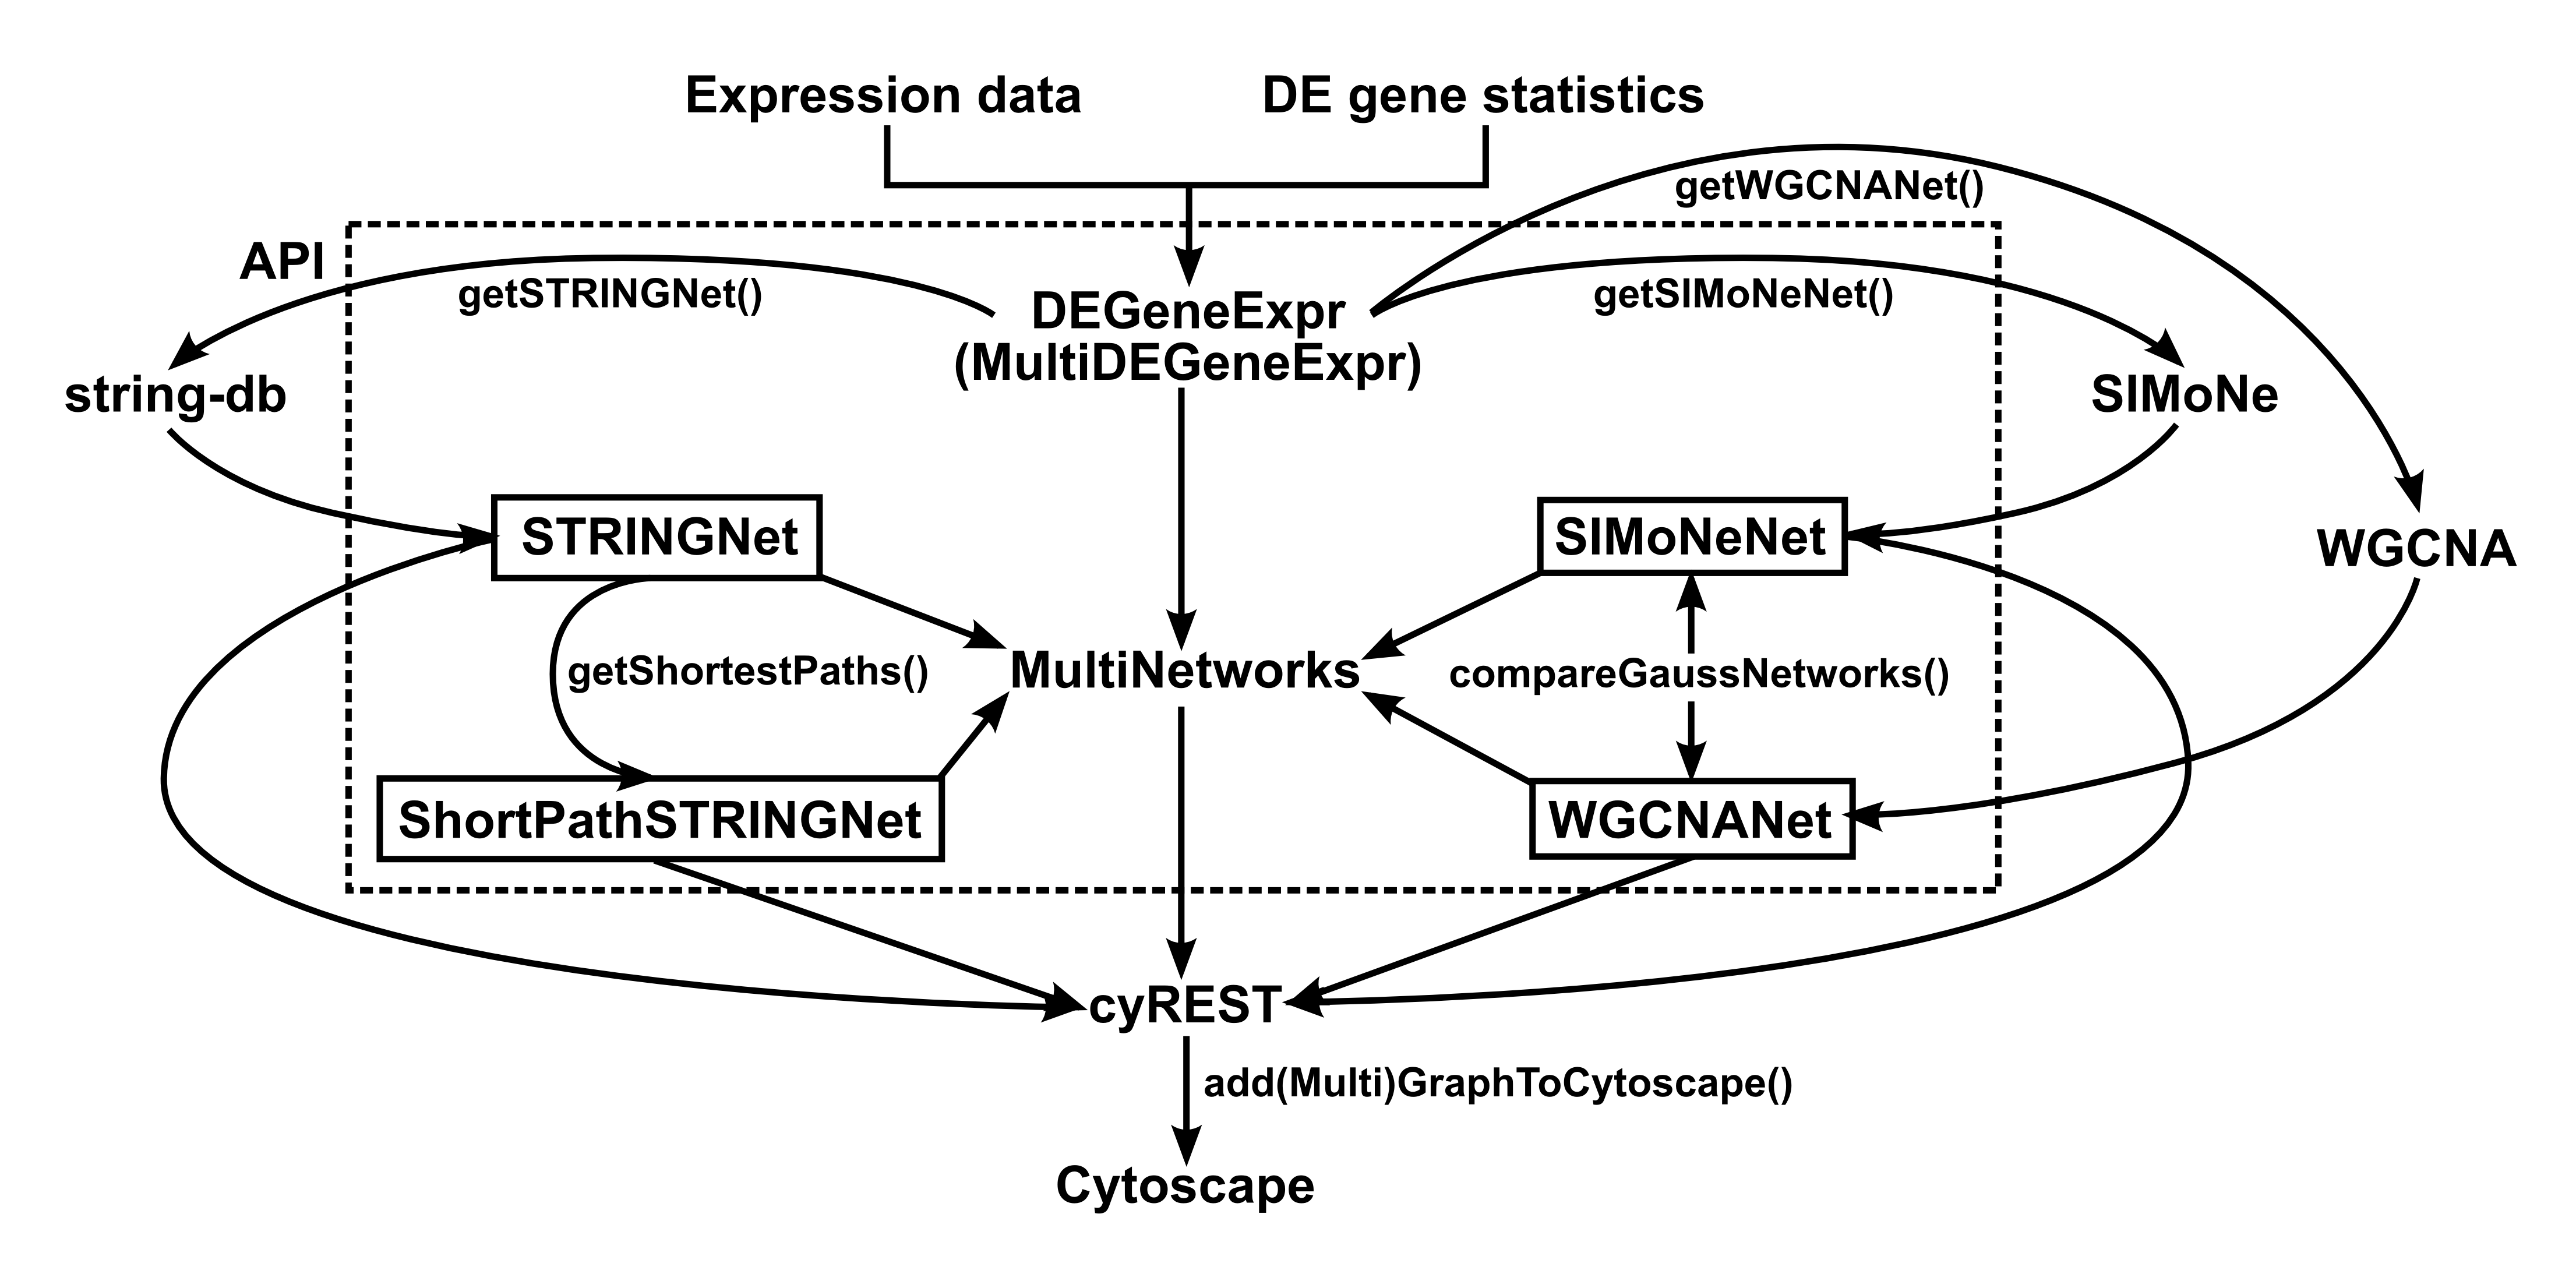 Expression data
DE gene statistics
getWGCNANet()
API
getSTRINGNet()
DEGeneExpr
(MultiDEGeneExpr)
getSIMoNeNet()
string-db
SIMoNe
STRINGNet
SIMoNeNet
WGCNA
getShortestPaths()
MultiNetworks
compareGaussNetworks()
ShortPathSTRINGNet
WGCNANet
cyREST
add(Multi)GraphToCytoscape()
Cytoscape